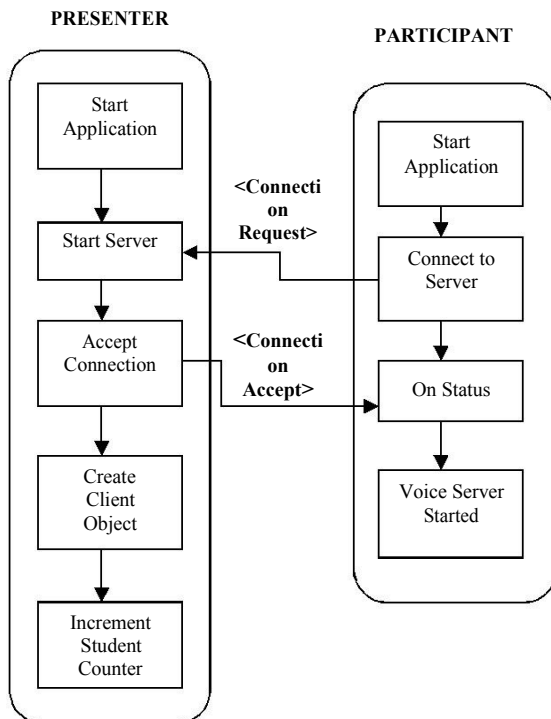 PRESENTER
Start
Application
Start Server
Accept
Connection
Create
Client
Object
Increment
Student
Counter
<Connecti
on
Request>
<Connecti
on
Accept>
PARTICIPANT
Start
Application
Connect to
Server
On Status
Voice Server
Started